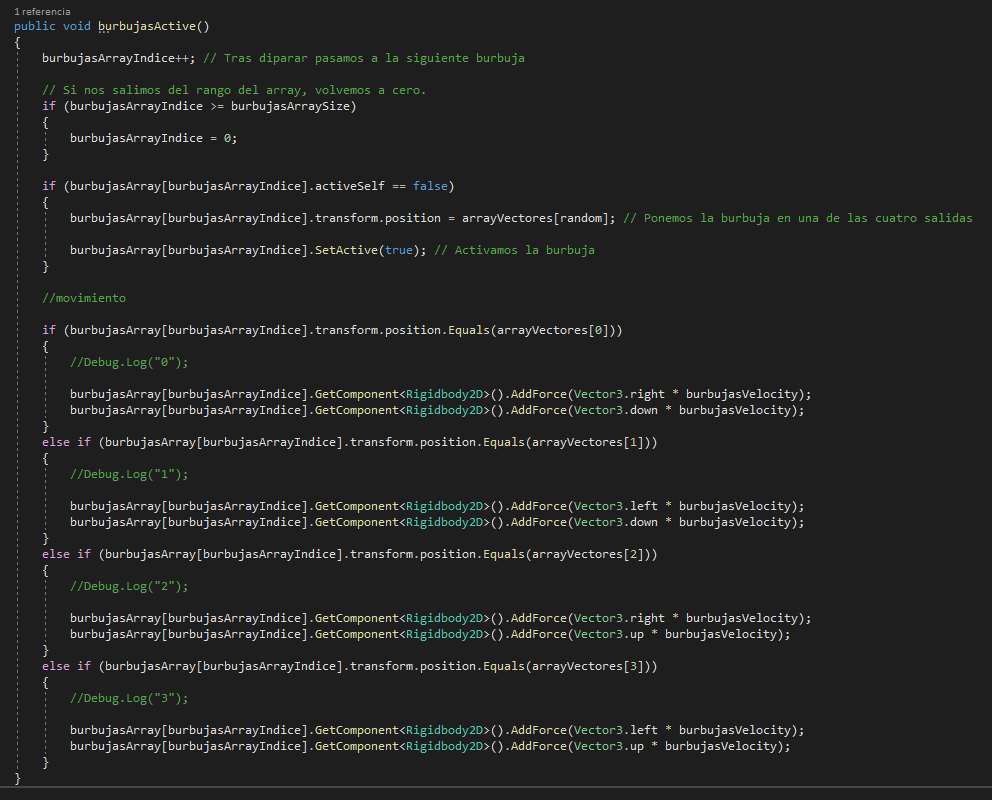 1 referencia
public void burbujasActive()
{
burbujasArrayIndice++; // Tras diparar pasamos a la siguiente burbuja
// Si nos salimos del rango del array, volvemos a cero.
if (burbujasArrayIndice >= burbujasArraySize)
{
burbujasArrayIndice = 0;
}
if (burbujasArray[burbujasArrayIndice].activeSelf == false)
{
burbujasArray[burbujasArrayIndice].transform.position = arrayVectores[random]; // Ponemos la burbuja en una de las cuatro salidas
burbujasArray[burbujasArrayIndice].SetActive(true); // Activamos la burbuja
}
//movimiento
if (burbujasArray[burbujasArrayIndice].transform.position.Equals(arrayVectores[0]))
{
//Debug.Log("0");
burbujasArray[burbujasArrayIndice].GetComponent<Rigidbody2D>().AddForce(Vector3.right * burbujasVelocity);
burbujasArray[burbujasArrayIndice].GetComponent<Rigidbody2D>().AddForce(Vector3.down * burbujasVelocity);
}
else if (burbujasArray[burbujasArrayIndice].transform.position.Equals(arrayVectores[1]))
{
//Debug.Log("1");
burbujasArray[burbujasArrayIndice].GetComponent<Rigidbody2D>().AddForce(Vector3.left * burbujasVelocity);
burbujasArray[burbujasArrayIndice].GetComponent<Rigidbody2D>().AddForce(Vector3.down * burbujasVelocity);
}
else if (burbujasArray[burbujasArrayIndice].transform.position.Equals(arrayVectores[2]))
{
//Debug.Log("2");
burbujasArray[burbujasArrayIndice].GetComponent<Rigidbody2D>().AddForce(Vector3.right * burbujasVelocity);
burbujasArray[burbujasArrayIndice].GetComponent<Rigidbody2D>().AddForce(Vector3.up * burbujasVelocity);
}
else if (burbujasArray[burbujasArrayIndice].transform.position.Equals(arrayVectores[3]))
{
//Debug.Log("3");
burbujasArray[burbujasArrayIndice].GetComponent<Rigidbody2D>().AddForce(Vector3.left * burbujasVelocity);
burbujasArray[burbujasArrayIndice].GetComponent<Rigidbody2D>().AddForce(Vector3.up * burbujasVelocity);
}
}